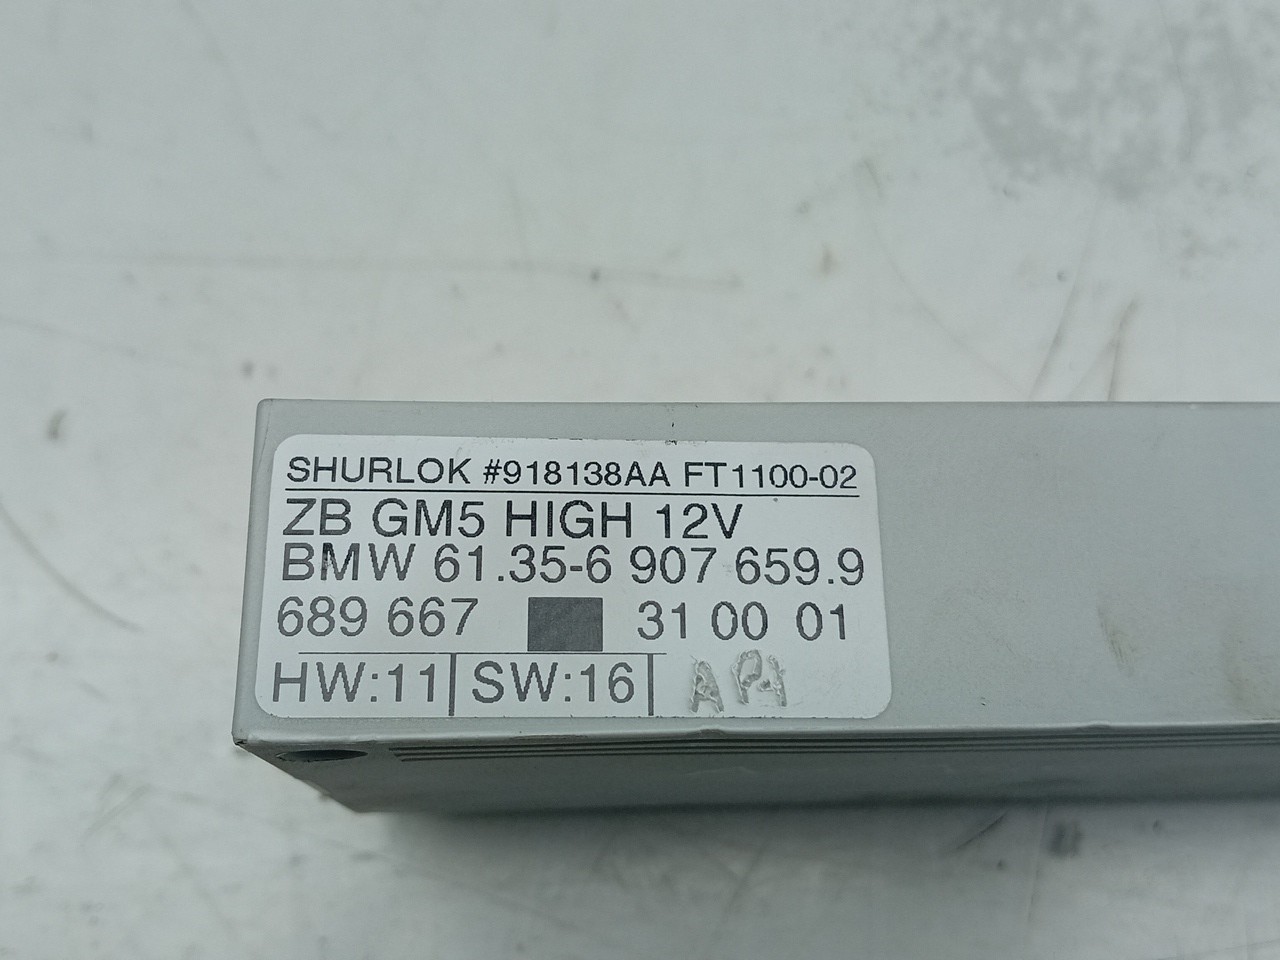 SHURLOK #918138AA FT1100-02
ZB GM5 HIGH 12V
BMW 61.35-6 907 659.9
689 667 31 00 01
HW:11 SW:16